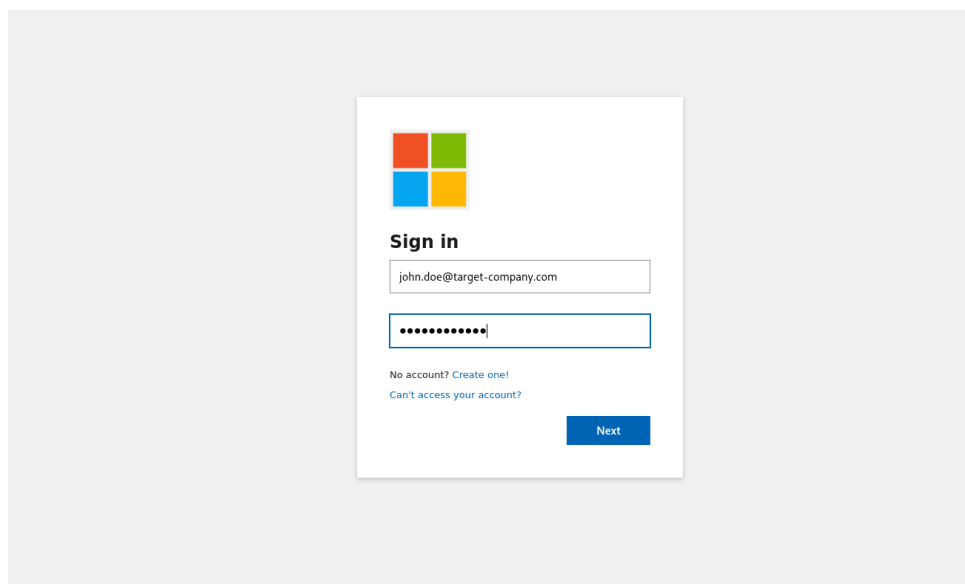 Sign in
john.doe@target-company.com
●●●●●●●●●●●●
No account? Create one!
Can't access your account?
Next